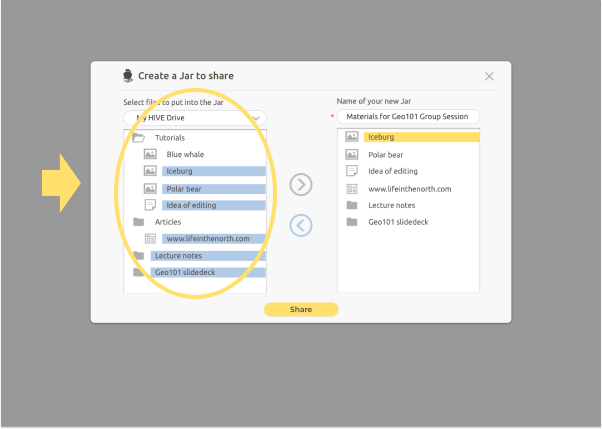 Create a Jar to share
Select files to put into the Jar
My HIVE Drive
Tutorials
Blue whale
Iceburg
Polar bear
Idea of editing
Articles
www.lifeinthenorth.com
Lecture notes
Geo101 slidedeck
Name of your new Jar
* Materials for Geo101 Group Session
Iceburg
Polar bear
Idea of editing
www.lifeinthenorth.com
Lecture notes
Geo101 slidedeck
Share